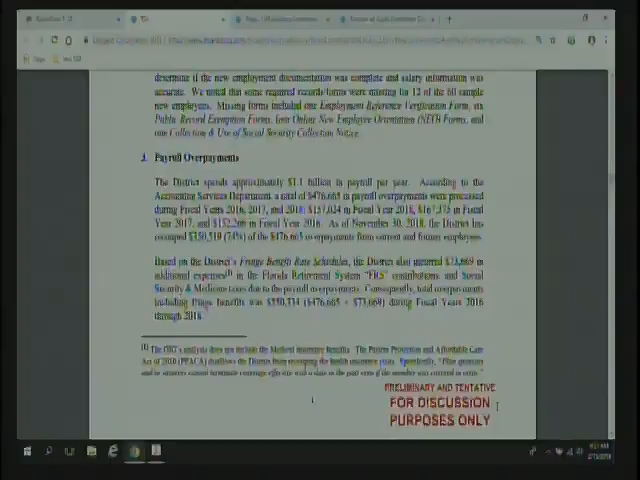 determine if the new employment documentation was complete and salary information was
accurate. We noted that some required records/forms were missing for 12 of the 60 sample
new employees. Missing forms included one Employment Reference Verification Form, six
Public Record Exemption Forms, four Online New Employee Orientation (NEO) Forms, and
one Collection & Use of Social Security Collection Notice.
3. Payroll Overpayments
The District spends approximately $1.1 billion in payroll per year. According to the
Accounting Services Department, a total of $476,665 in payroll overpayments were processed
during Fiscal Years 2016, 2017, and 2018: $157,024 in Fiscal Year 2018, $167,375 in Fiscal
Year 2017, and $152,266 in Fiscal Year 2016. As of November 30, 2018, the District has
recouped $350,519 (74%) of the $476,665 in overpayments from current and former employees.
Based on the District's Fringe Benefit Rate Schedules, the District also incurred $73,669 in
additional expenses[1] in the Florida Retirement System "FRS" contributions, and Social
Security & Medicare taxes due to the payroll overpayments. Consequently, total overpayments
including fringe benefits was $550,334 ($476,665 + $73,669) during Fiscal Years 2016
through 2018.
[1] The analysis does not include the Medical Insurance Benefits. The Patient Protection and Affordable Care
Act of 2010 (PPACA) disallows the District from recouping the health insurance costs. Specifically, "Plan sponsors
PRELIMINARY AND TENTATIVE
FOR DISCUSSION
PURPOSES ONLY